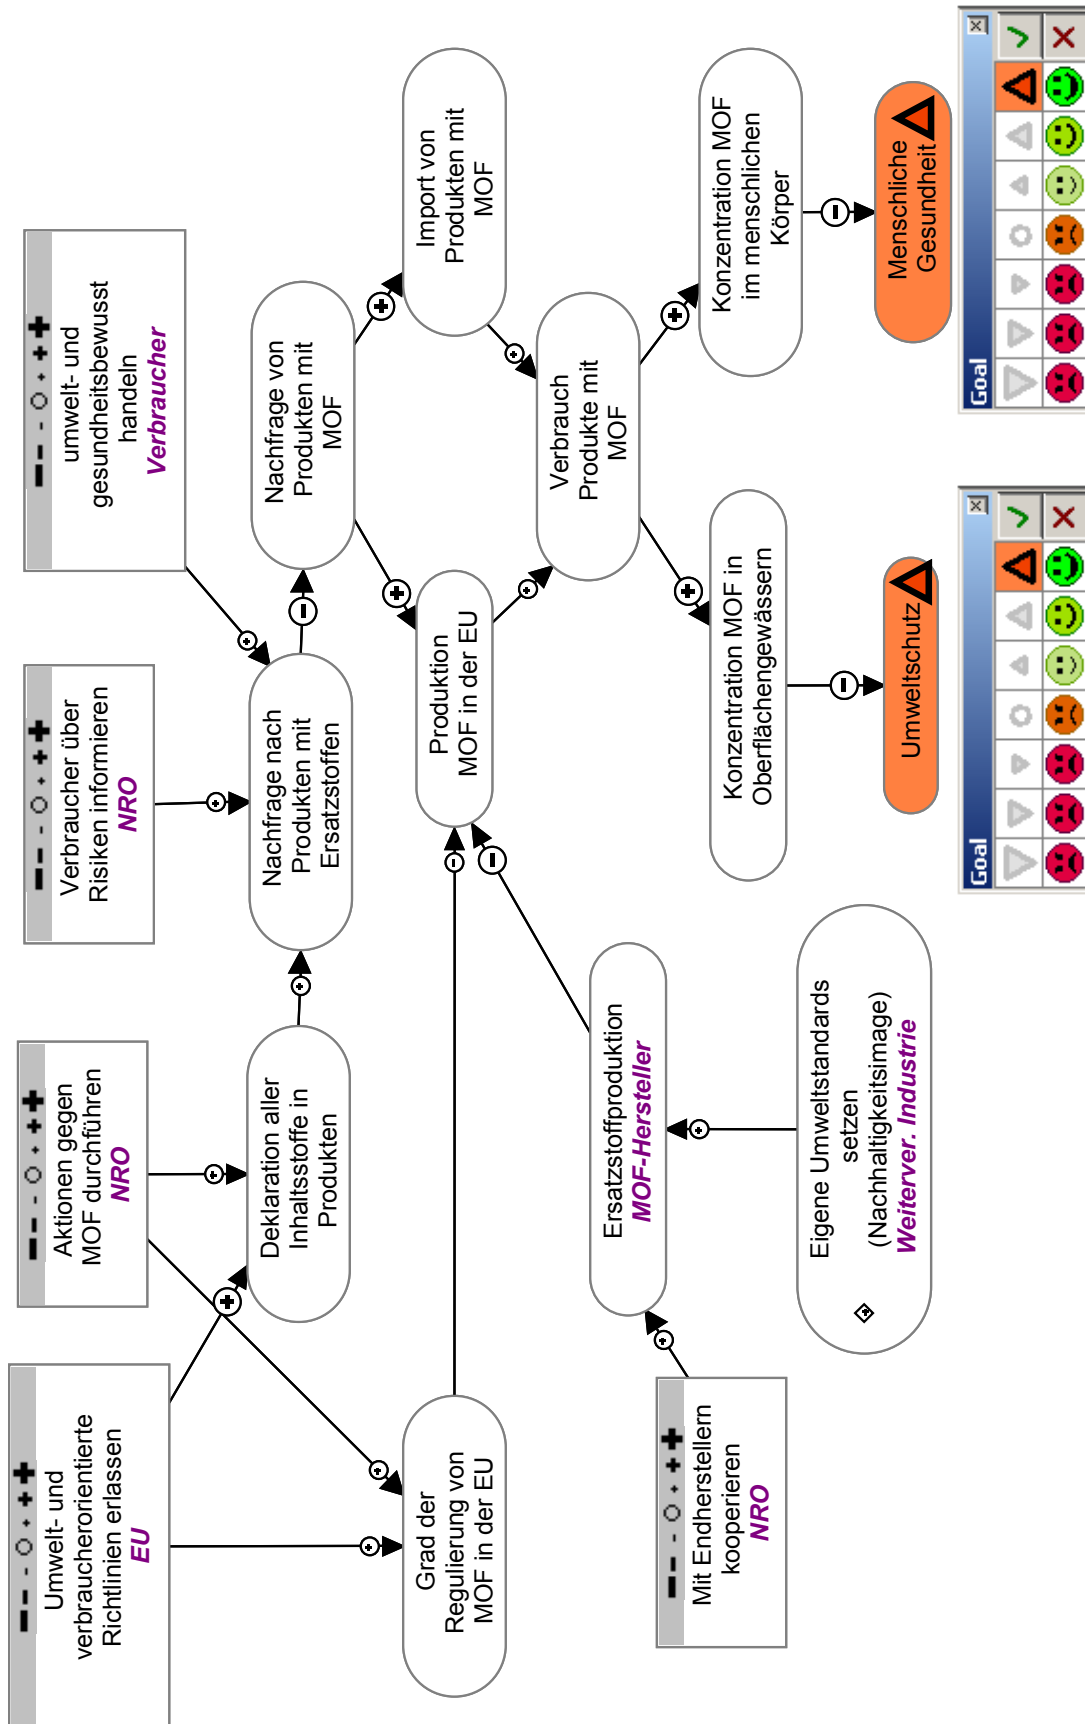 Umwelt- und
verbraucherorientierte
Richtlinien erlassen
EU
Aktionen gegen
MOF durchführen
NRO
Verbraucher über
Risiken informieren
NRO
umwelt- und
gesundheitsbewusst
handeln
Verbraucher
Deklaration aller
Inhaltsstoffe in
Produkten
Nachfrage nach
Produkten mit
Ersatzstoffen
Nachfrage von
Produkten mit
MOF
Grad der
Regulierung von
MOF in der EU
Produktion
MOF in der EU
Import von
Produkten mit
MOF
Verbrauch
Produkte mit
MOF
Ersatzstoffproduktion
MOF-Hersteller
Mit Endherstellern
kooperieren
NRO
Eigene Umweltstandards
setzen
(Nachhaltigkeitsimage)
Weiterver. Industrie
Konzentration MOF in
Oberflächengewässern
Konzentration MOF
im menschlichen
Körper
Umweltschutz
Menschliche
Gesundheit
Goal
Goal